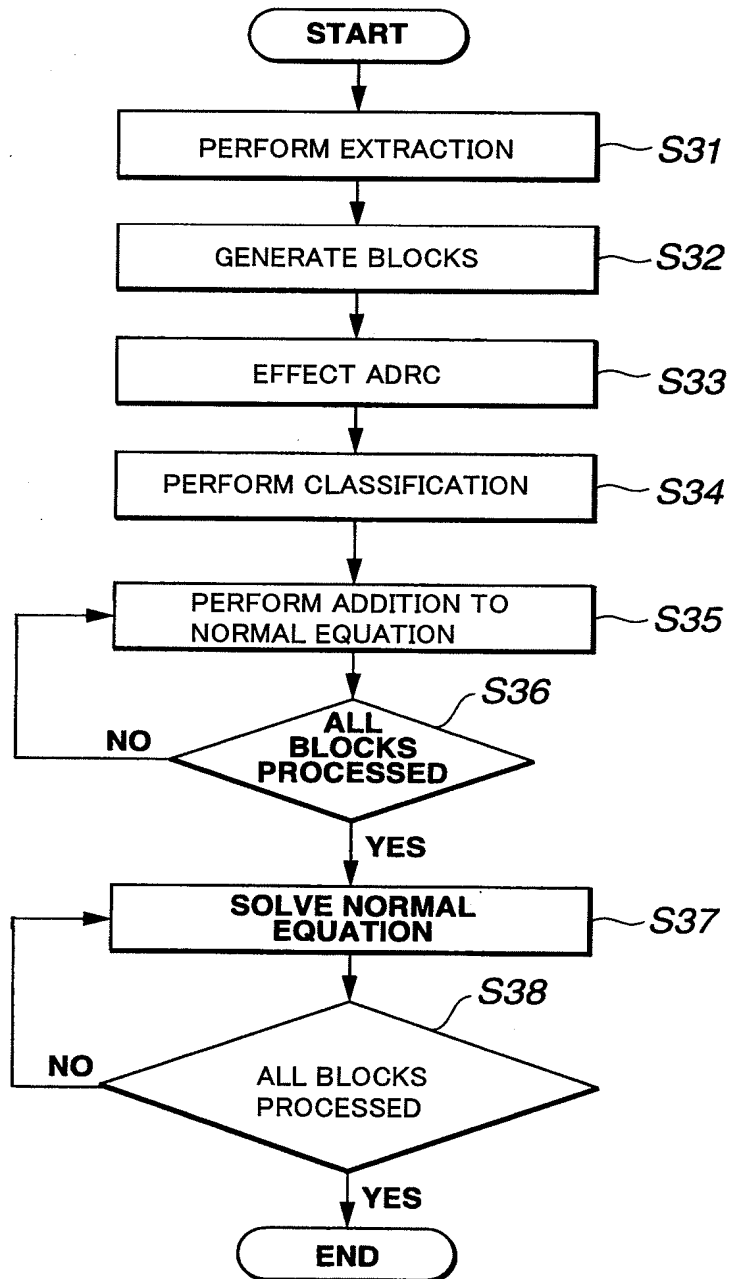 START
PERFORM EXTRACTION
S31
GENERATE BLOCKS
S32
EFFECT ADRC
S33
PERFORM CLASSIFICATION
S34
PERFORM ADDITION TO
NORMAL EQUATION
S35
S36
ALL
BLOCKS
PROCESSED
NO
YES
SOLVE NORMAL
EQUATION
S37
S38
ALL BLOCKS
PROCESSED
NO
YES
END